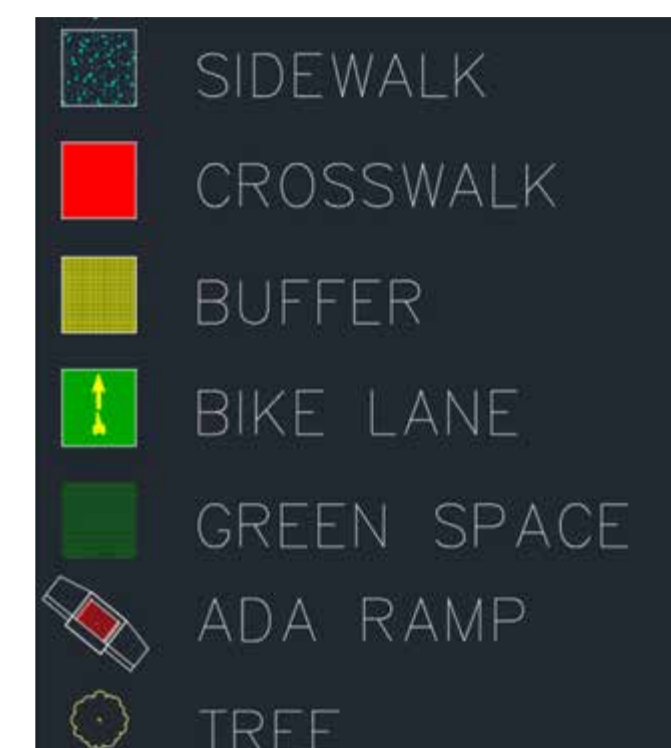 SIDEWALK
CROSSWALK
BUFFER
BIKE LANE
GREEN SPACE
ADA RAMP
TREE